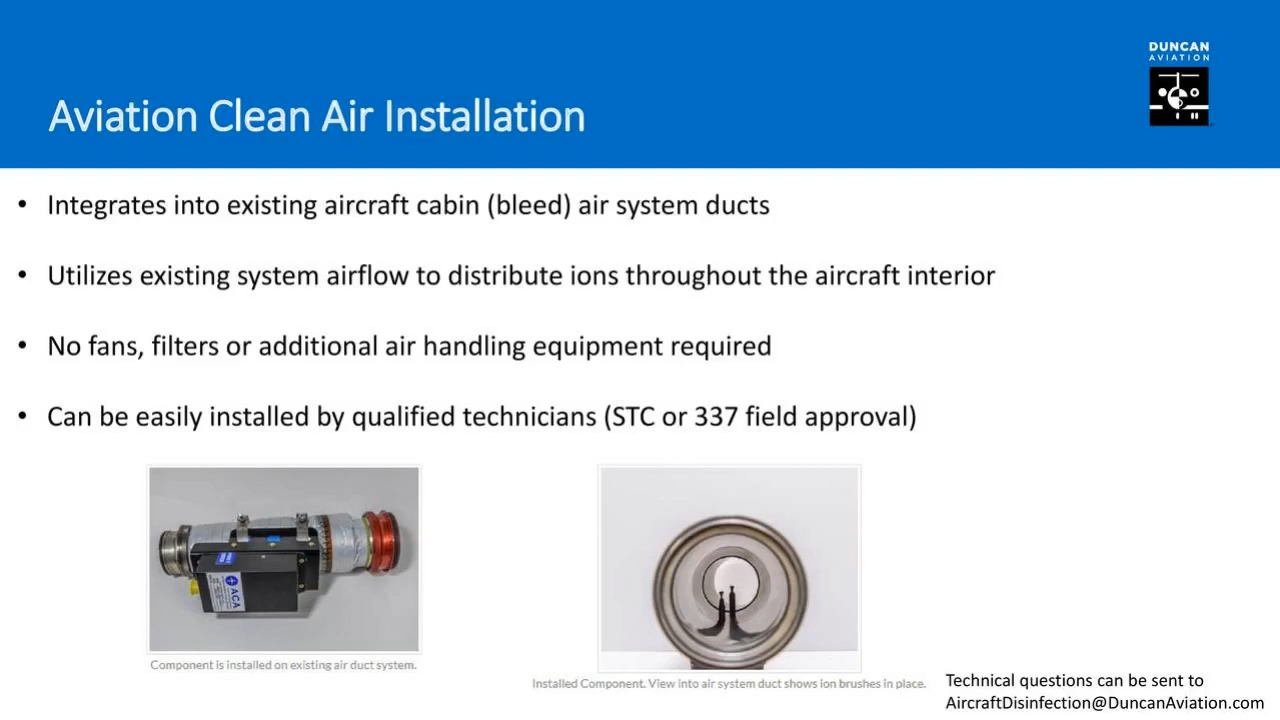 DUNCAN
AVIATION
Aviation Clean Air Installation
• Integrates into existing aircraft cabin (bleed) air system ducts
• Utilizes existing system airflow to distribute ions throughout the aircraft interior
• No fans, filters or additional air handling equipment required
• Can be easily installed by qualified technicians (STC or 337 field approval)
ACA
Component is installed on existing air duct system.
Installed Component. View into air system duct shows ion brushes in place.
Technical questions can be sent to
AircraftDisinfection@DuncanAviation.com